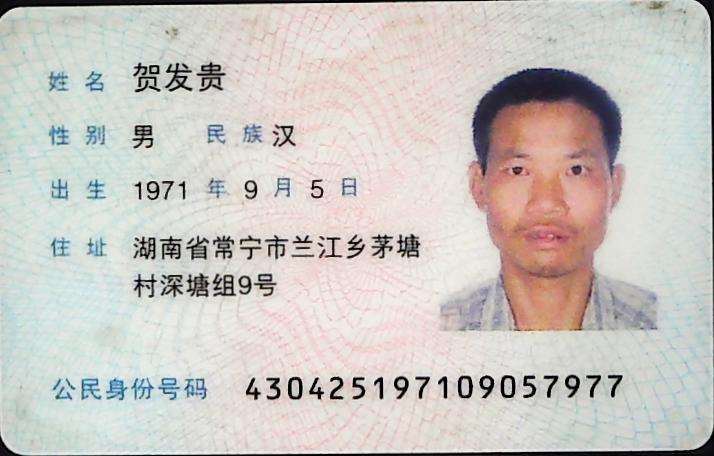 姓名 贺发贵
性别 男 民族 汉
出生 1971 年 9 月 5 日
住址 湖南省常宁市兰江乡茅塘
村深塘组9号
公民身份号码 430425197109057977